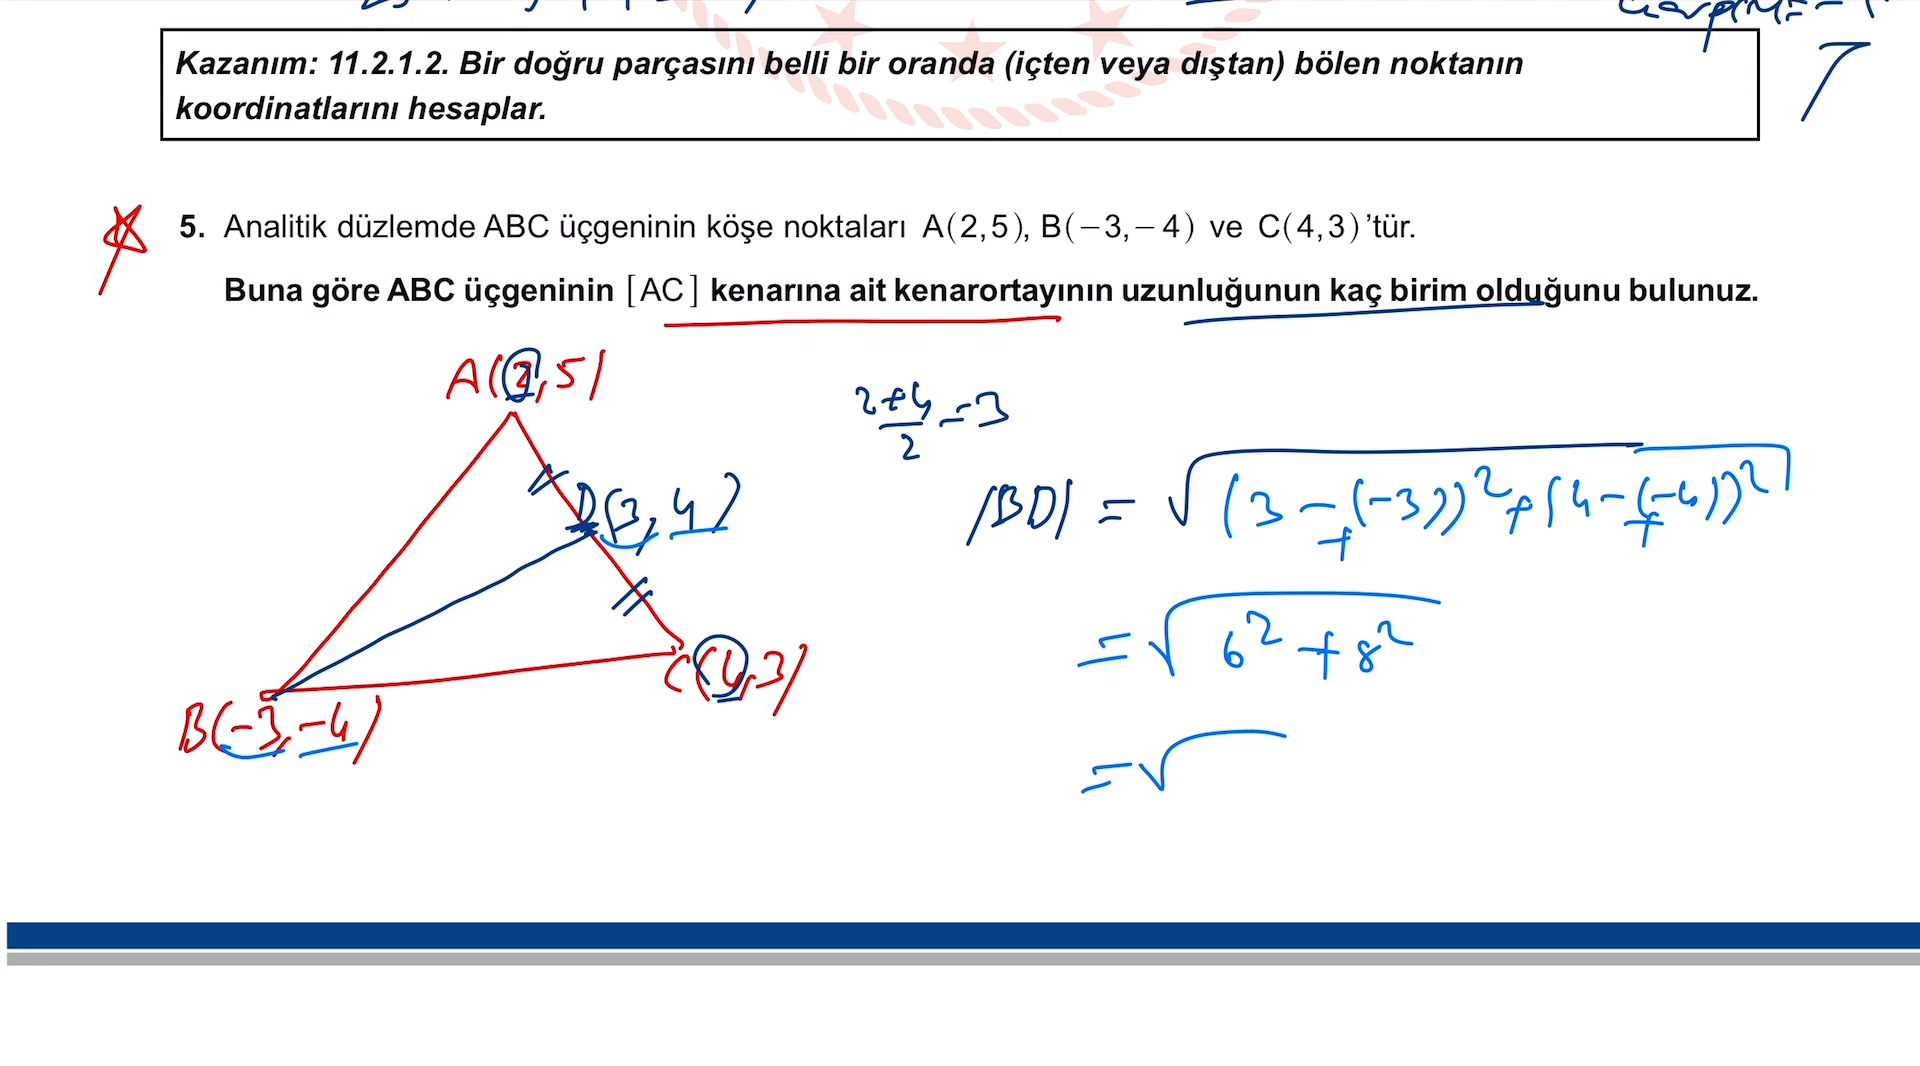 Kazanım: 11.2.1.2. Bir doğru parçasını belli bir oranda (içten veya dıştan) bölen noktanın
koordinatlarını hesaplar.
5. Analitik düzlemde ABC üçgeninin köşe noktaları A(2,5), B(−3,−4) ve C(4,3)'tür.
Buna göre ABC üçgeninin [AC] kenarına ait kenarortayının uzunluğunun kaç birim olduğunu bulunuz.
A(2,5)
2+4/2=3
D(3,4)
|BD| = √(3-(-3))²+(4-(-4))²
+ +
=√6²+8²
C(4,3)
B(-3,-4)
=√